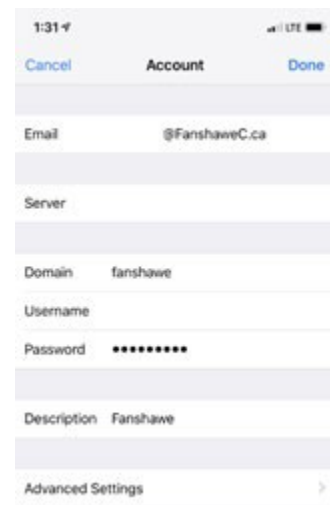 1:31 LTE
Cancel Account Done
Email @FanshaweC.ca
Server
Domain fanshawe
Username
Password •••••••••
Description Fanshawe
Advanced Settings